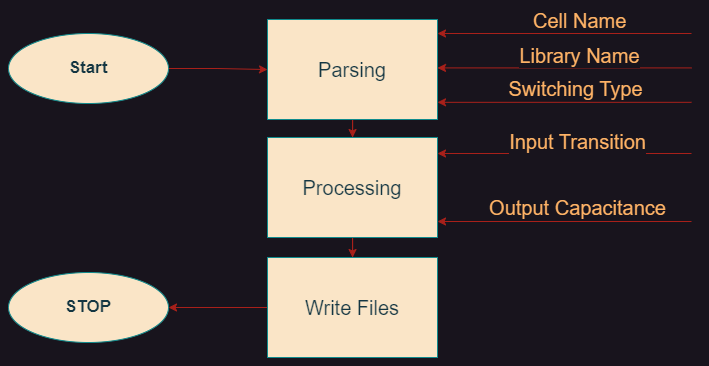 Cell Name
Start
Parsing
Library Name
Switching Type
Input Transition
Processing
Output Capacitance
STOP
Write Files